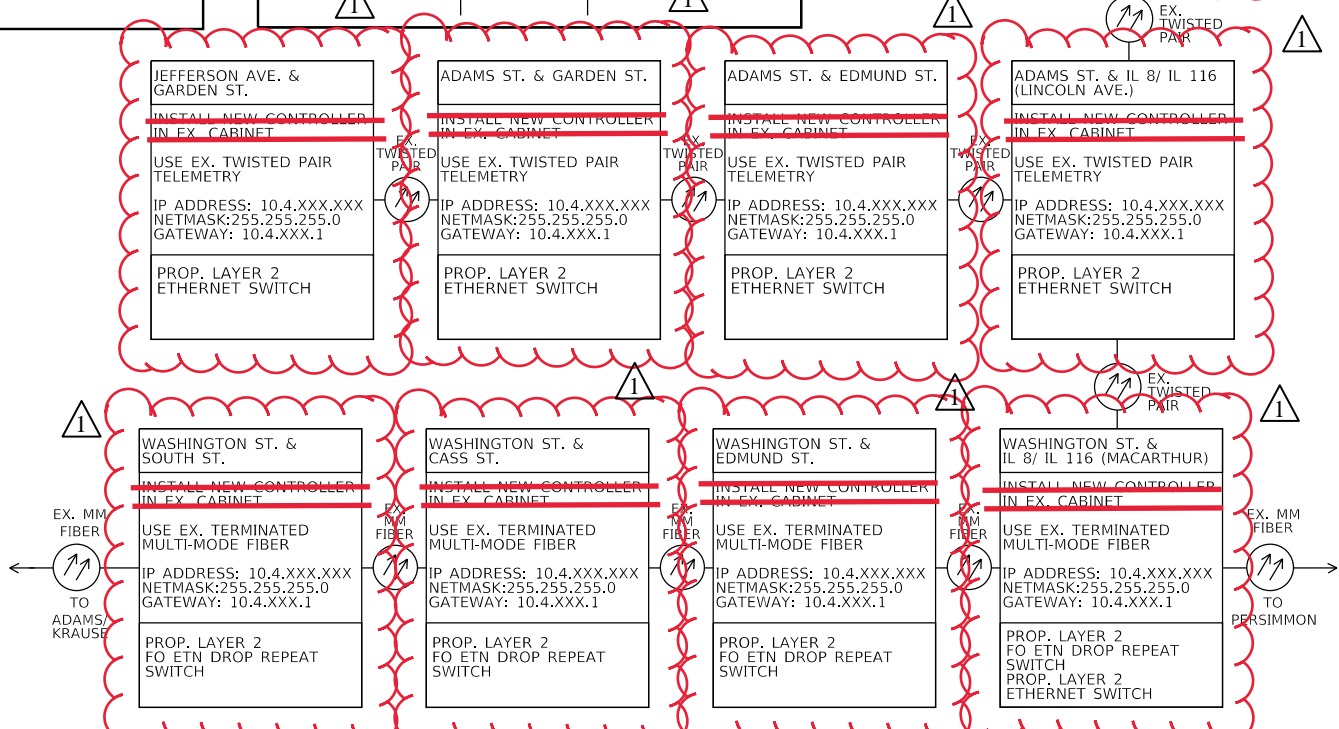 1
1
1
EX.
TWISTED
PAIR
1
JEFFERSON AVE. &
GARDEN ST.
INSTALL NEW CONTROLLER
IN EX. CABINET
USE EX. TWISTED PAIR
TELEMETRY
IP ADDRESS: 10.4.XXX.XXX
NETMASK:255.255.255.0
GATEWAY: 10.4.XXX.1
PROP. LAYER 2
ETHERNET SWITCH
EX.
TWISTED
PAIR
ADAMS ST. & GARDEN ST.
INSTALL NEW CONTROLLER
IN EX. CABINET
USE EX. TWISTED PAIR
TELEMETRY
IP ADDRESS: 10.4.XXX.XXX
NETMASK:255.255.255.0
GATEWAY: 10.4.XXX.1
PROP. LAYER 2
ETHERNET SWITCH
EX.
TWISTED
PAIR
ADAMS ST. & EDMUND ST.
INSTALL NEW CONTROLLER
IN EX. CABINET
USE EX. TWISTED PAIR
TELEMETRY
IP ADDRESS: 10.4.XXX.XXX
NETMASK:255.255.255.0
GATEWAY: 10.4.XXX.1
PROP. LAYER 2
ETHERNET SWITCH
EX.
TWISTED
PAIR
ADAMS ST. & IL 8/ IL 116
(LINCOLN AVE.)
INSTALL NEW CONTROLLER
IN EX. CABINET
USE EX. TWISTED PAIR
TELEMETRY
IP ADDRESS: 10.4.XXX.XXX
NETMASK:255.255.255.0
GATEWAY: 10.4.XXX.1
PROP. LAYER 2
ETHERNET SWITCH
EX.
TWISTED
PAIR
1
1
1
1
EX. MM
FIBER
TO
ADAMS/
KRAUSE
WASHINGTON ST. &
SOUTH ST.
INSTALL NEW CONTROLLER
IN EX. CABINET
USE EX. TERMINATED
MULTI-MODE FIBER
IP ADDRESS: 10.4.XXX.XXX
NETMASK:255.255.255.0
GATEWAY: 10.4.XXX.1
PROP. LAYER 2
FO ETN DROP REPEAT
SWITCH
EX.
MM
FIBER
WASHINGTON ST. &
CASS ST.
INSTALL NEW CONTROLLER
IN EX. CABINET
USE EX. TERMINATED
MULTI-MODE FIBER
IP ADDRESS: 10.4.XXX.XXX
NETMASK:255.255.255.0
GATEWAY: 10.4.XXX.1
PROP. LAYER 2
FO ETN DROP REPEAT
SWITCH
EX.
MM
FIBER
WASHINGTON ST. &
EDMUND ST.
INSTALL NEW CONTROLLER
IN EX. CABINET
USE EX. TERMINATED
MULTI-MODE FIBER
IP ADDRESS: 10.4.XXX.XXX
NETMASK:255.255.255.0
GATEWAY: 10.4.XXX.1
PROP. LAYER 2
FO ETN DROP REPEAT
SWITCH
EX.
MM
FIBER
WASHINGTON ST. &
IL 8/ IL 116 (MACARTHUR)
INSTALL NEW CONTROLLER
IN EX. CABINET
USE EX. TERMINATED
MULTI-MODE FIBER
IP ADDRESS: 10.4.XXX.XXX
NETMASK:255.255.255.0
GATEWAY: 10.4.XXX.1
PROP. LAYER 2
FO ETN DROP REPEAT
SWITCH
PROP. LAYER 2
ETHERNET SWITCH
EX. MM
FIBER
TO
PERSIMMON